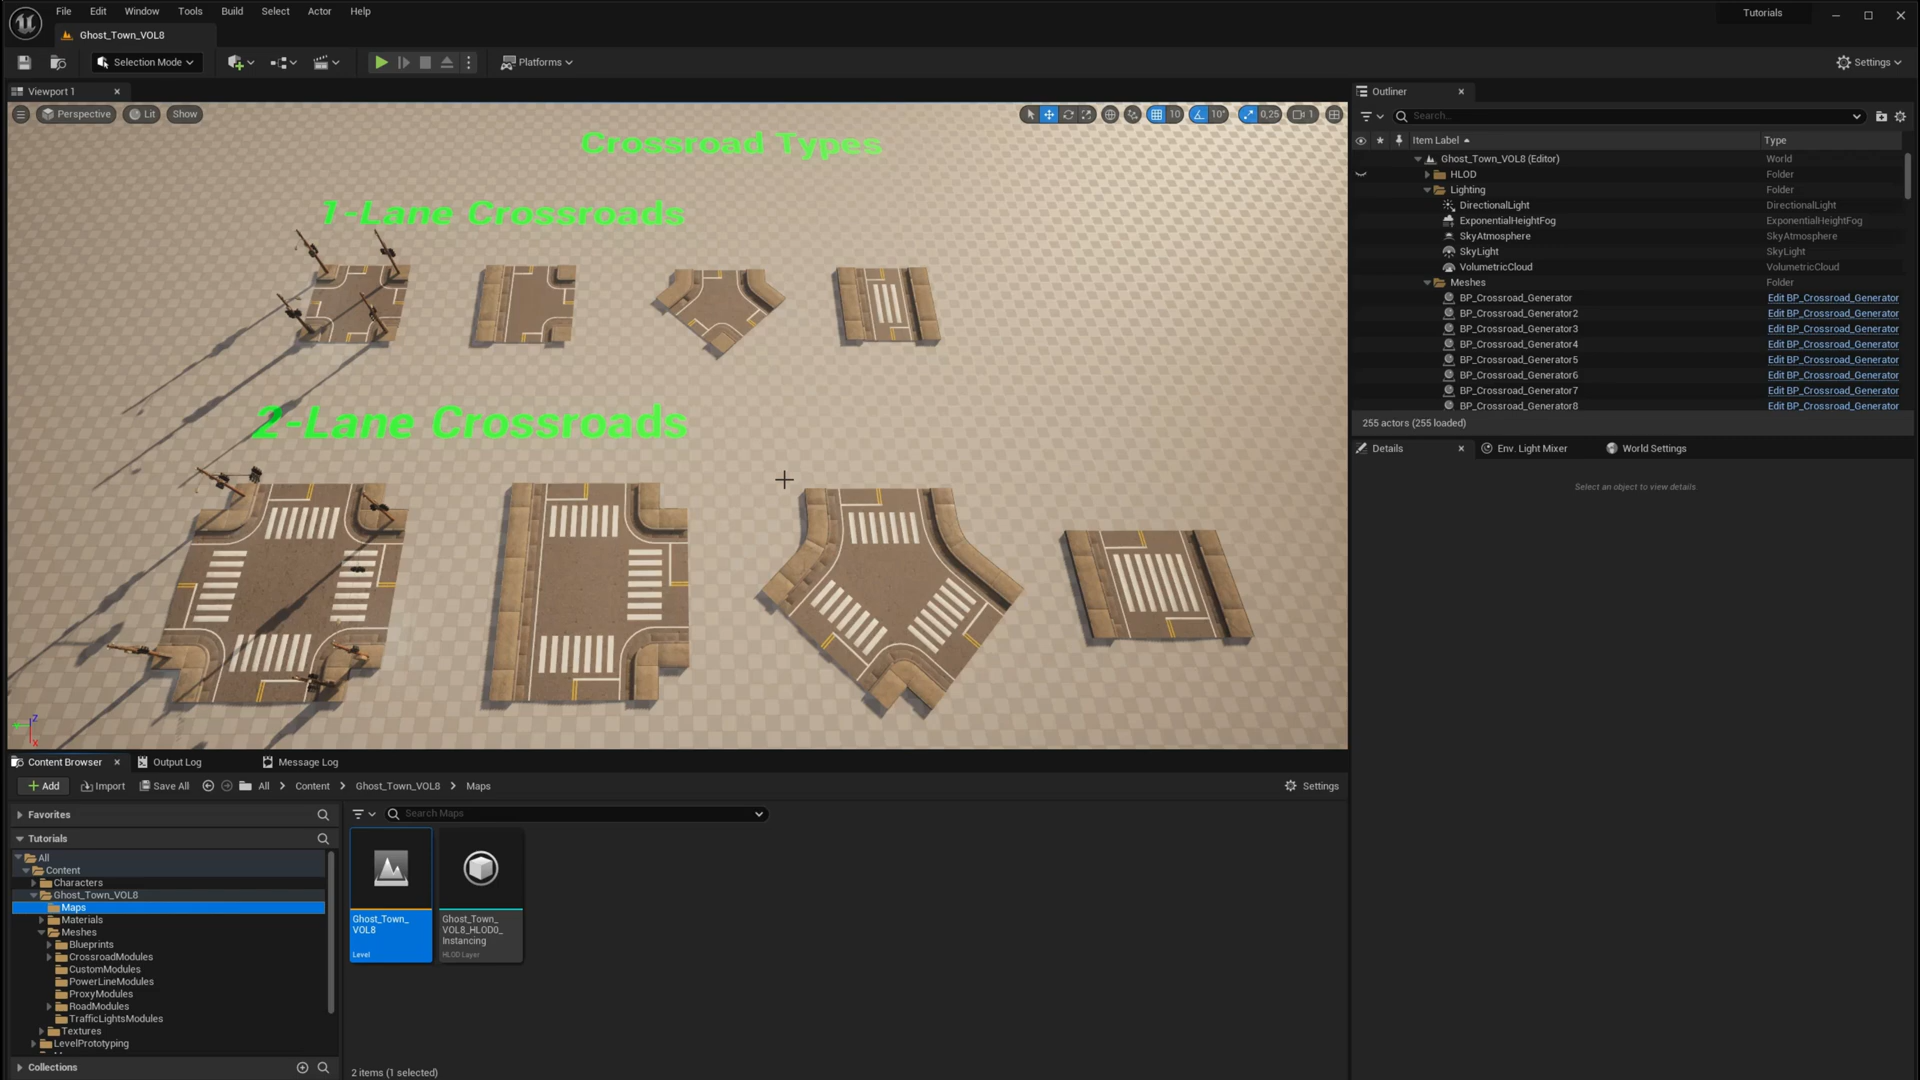 File Edit Window Tools Build Select Actor Help
Tutorials
Ghost_Town_VOL8
Selection Mode
Platforms
Settings
Viewport 1
Perspective Lit Show
10 10° 0,25 1
Crossroad Types
1-Lane Crossroads
2-Lane Crossroads
Z
X
Outliner
Search...
Item Label Type
Ghost_Town_VOL8 (Editor) World
HLOD Folder
Lighting Folder
DirectionalLight DirectionalLight
ExponentialHeightFog ExponentialHeightFog
SkyAtmosphere SkyAtmosphere
SkyLight SkyLight
VolumetricCloud VolumetricCloud
Meshes Folder
BP_Crossroad_Generator Edit BP_Crossroad_Generator
BP_Crossroad_Generator2 Edit BP_Crossroad_Generator
BP_Crossroad_Generator3 Edit BP_Crossroad_Generator
BP_Crossroad_Generator4 Edit BP_Crossroad_Generator
BP_Crossroad_Generator5 Edit BP_Crossroad_Generator
BP_Crossroad_Generator6 Edit BP_Crossroad_Generator
BP_Crossroad_Generator7 Edit BP_Crossroad_Generator
BP_Crossroad_Generator8 Edit BP_Crossroad_Generator
255 actors (255 loaded)
Details Env. Light Mixer World Settings
Select an object to view details
Content Browser Output Log Message Log
Add Import Save All All Content Ghost_Town_VOL8 Maps Settings
Favorites
Tutorials
All
Content
Characters
Ghost_Town_VOL8
Maps
Materials
Meshes
Blueprints
CrossroadModules
CustomModules
PowerLineModules
ProxyModules
RoadModules
TrafficLightsModules
Textures
LevelPrototyping
Collections
Search Maps
Ghost_Town_
VOL8
Level
Ghost_Town_
VOL8_HLOD0_
Instancing
HLOD Layer
2 items (1 selected)